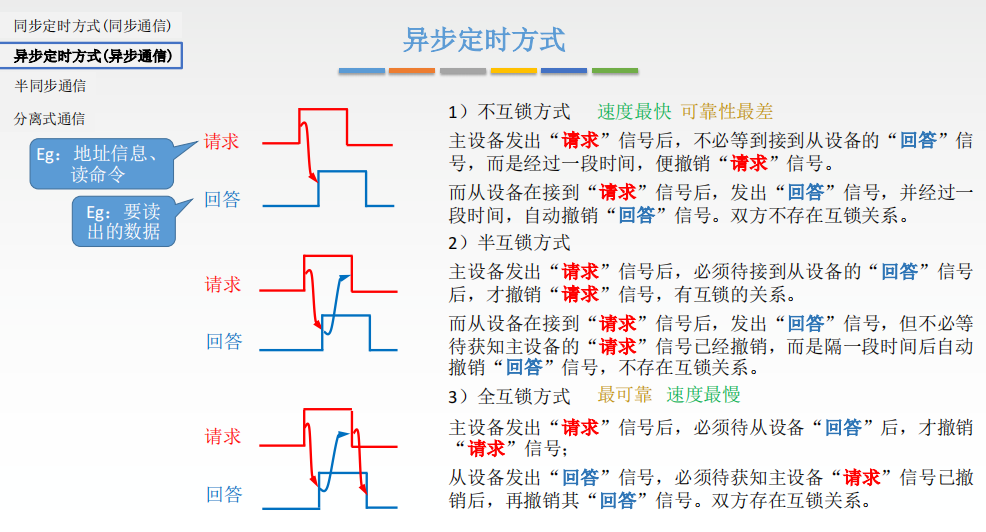 同步定时方式(同步通信)
异步定时方式(异步通信)
半同步通信
分离式通信
异步定时方式
Eg：地址信息、
读命令
Eg：要读
出的数据
请求
回答
请求
回答
请求
回答
1）不互锁方式 速度最快 可靠性最差
主设备发出“请求”信号后，不必等到接到从设备的“回答”信
号，而是经过一段时间，便撤销“请求”信号。
而从设备在接到“请求”信号后，发出“回答”信号，并经过一
段时间，自动撤销“回答”信号。双方不存在互锁关系。
2）半互锁方式
主设备发出“请求”信号后，必须待接到从设备的“回答”信号
后，才撤销“请求”信号，有互锁的关系。
而从设备在接到“请求”信号后，发出“回答”信号，但不必等
待获知主设备的“请求”信号已经撤销，而是隔一段时间后自动
撤销“回答”信号，不存在互锁关系。
3）全互锁方式 最可靠 速度最慢
主设备发出“请求”信号后，必须待从设备“回答”后，才撤销
“请求”信号；
从设备发出“回答”信号，必须待获知主设备“请求”信号已撤
销后，再撤销其“回答”信号。双方存在互锁关系。